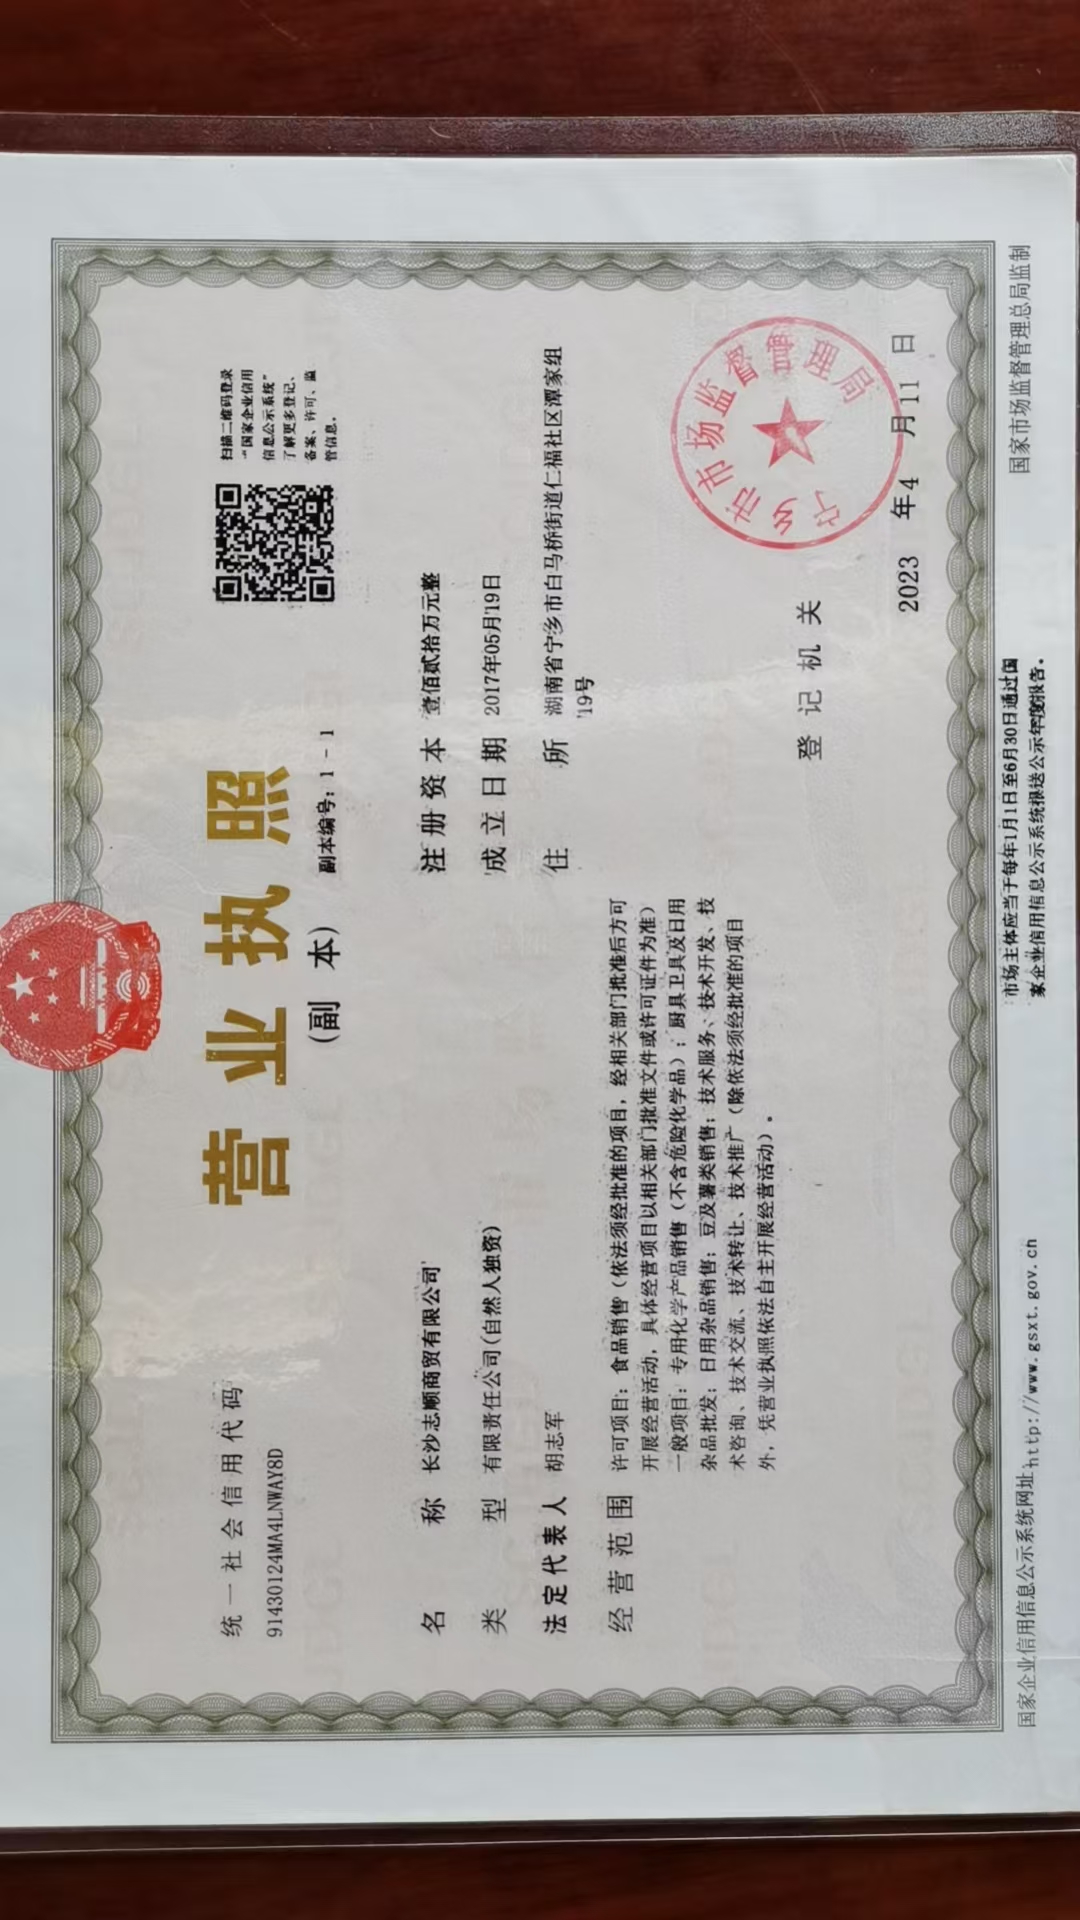 统一社会信用代码
91430124MA4LNWAY8D
营业执照
(副 本)
副本编号：1－1
扫描二维码登录
“国家企业信用
信息公示系统”
了解更多登记、
备案、许可、监
管信息。
名称 长沙志顺商贸有限公司
类型 有限责任公司(自然人独资)
法定代表人 胡志军
经营范围 许可项目：食品销售（依法须经批准的项目，经相关部门批准后方可
开展经营活动，具体经营项目以相关部门批准文件或许可证件为准）
一般项目：专用化学产品销售（不含危险化学品）；厨具卫具及日用
杂品批发；日用杂品销售；豆及薯类销售；技术服务、技术开发、技
术咨询、技术交流、技术转让、技术推广（除依法须经批准的项目
外，凭营业执照依法自主开展经营活动）。
注册资本 壹佰贰拾万元整
成立日期 2017年05月19日
住所 湖南省宁乡市白马桥街道仁福社区潭家组
19号
登记机关
宁乡市市场监督管理局
2023 年4 月11 日
国家企业信用信息公示系统网址http://www.gsxt.gov.cn
市场主体应当于每年1月1日至6月30日通过国
家企业信用信息公示系统报送公示年度报告。
国家市场监督管理总局监制